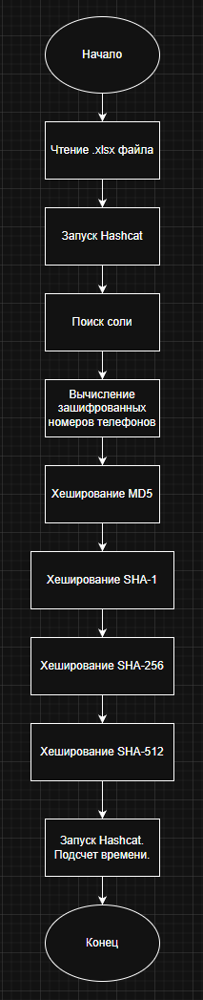 Начало
Чтение .xlsx файла
Запуск Hashcat
Поиск соли
Вычисление
зашифрованных
номеров телефонов
Хеширование MD5
Хеширование SHA-1
Хеширование SHA-256
Хеширование SHA-512
Запуск Hashcat.
Подсчет времени.
Конец